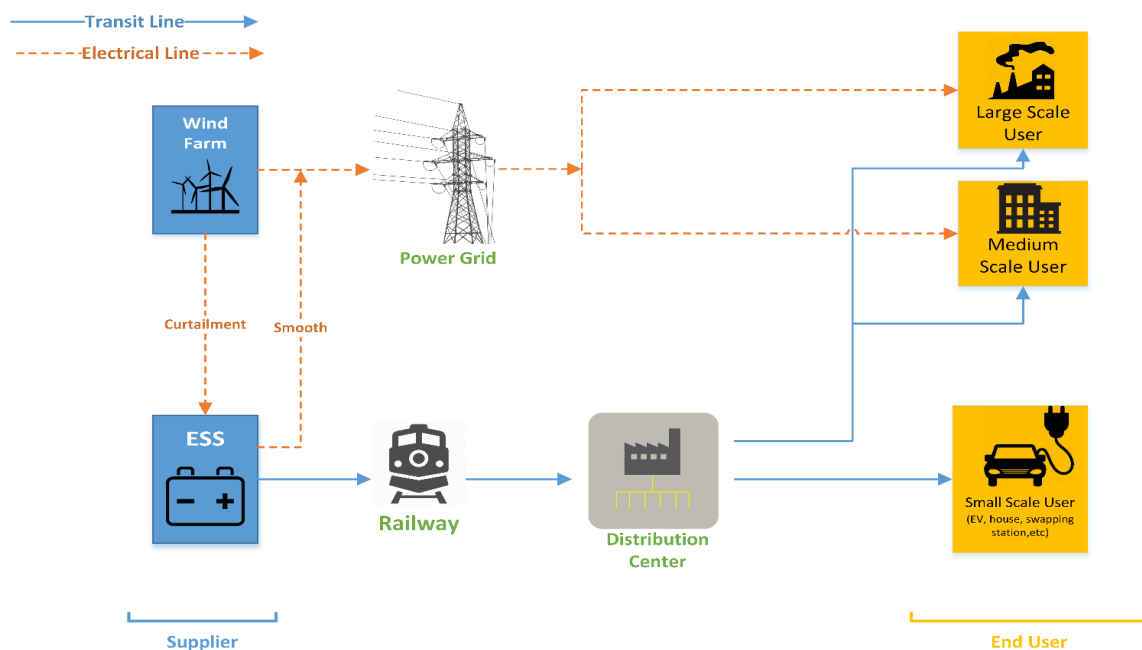 Transit Line
Electrical Line
Wind
Farm
Power Grid
Large Scale
User
Medium
Scale User
Curtailment
Smooth
ESS
Railway
Distribution
Center
Small Scale User
(EV, house, swapping
station,etc)
Supplier
End User